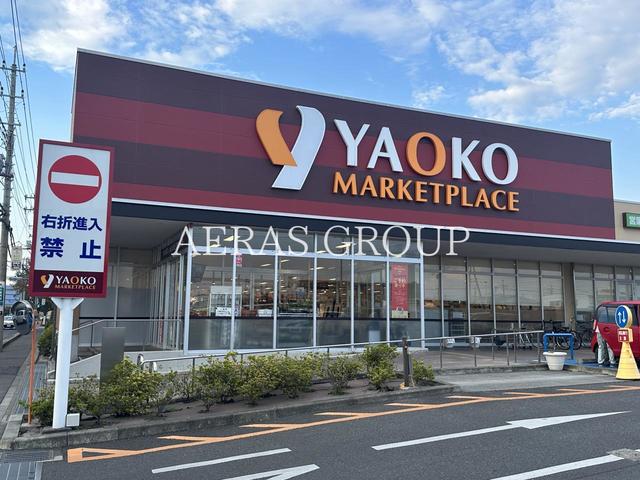 YAOKO
MARKETPLACE
AERAS GROUP
右折進入
禁止
YAOKO
MARKETPLACE